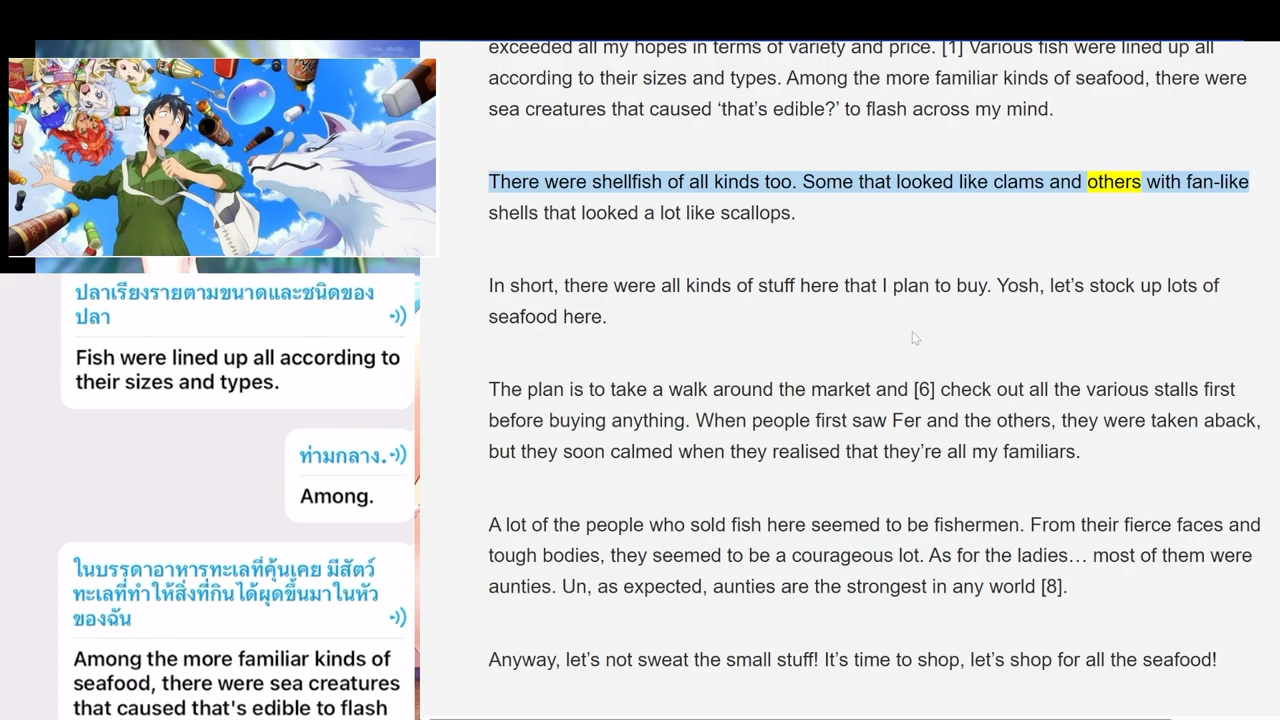 ปลาเรียงรายตามขนาดและชนิดของ
ปลา
Fish were lined up all according to
their sizes and types.
ท่ามกลาง.
Among.
ในบรรดาอาหารทะเลที่คุ้นเคย มีสัตว์
ทะเลที่ทำให้สิ่งที่กินได้ผุดขึ้นมาในหัว
ของฉัน
Among the more familiar kinds of
seafood, there were sea creatures
that caused that's edible to flash
exceeded all my hopes in terms of variety and price. [1] Various fish were lined up all
according to their sizes and types. Among the more familiar kinds of seafood, there were
sea creatures that caused ‘that’s edible?’ to flash across my mind.
There were shellfish of all kinds too. Some that looked like clams and others with fan-like
shells that looked a lot like scallops.
In short, there were all kinds of stuff here that I plan to buy. Yosh, let’s stock up lots of
seafood here.
The plan is to take a walk around the market and [6] check out all the various stalls first
before buying anything. When people first saw Fer and the others, they were taken aback,
but they soon calmed when they realised that they’re all my familiars.
A lot of the people who sold fish here seemed to be fishermen. From their fierce faces and
tough bodies, they seemed to be a courageous lot. As for the ladies… most of them were
aunties. Un, as expected, aunties are the strongest in any world [8].
Anyway, let’s not sweat the small stuff! It’s time to shop, let’s shop for all the seafood!